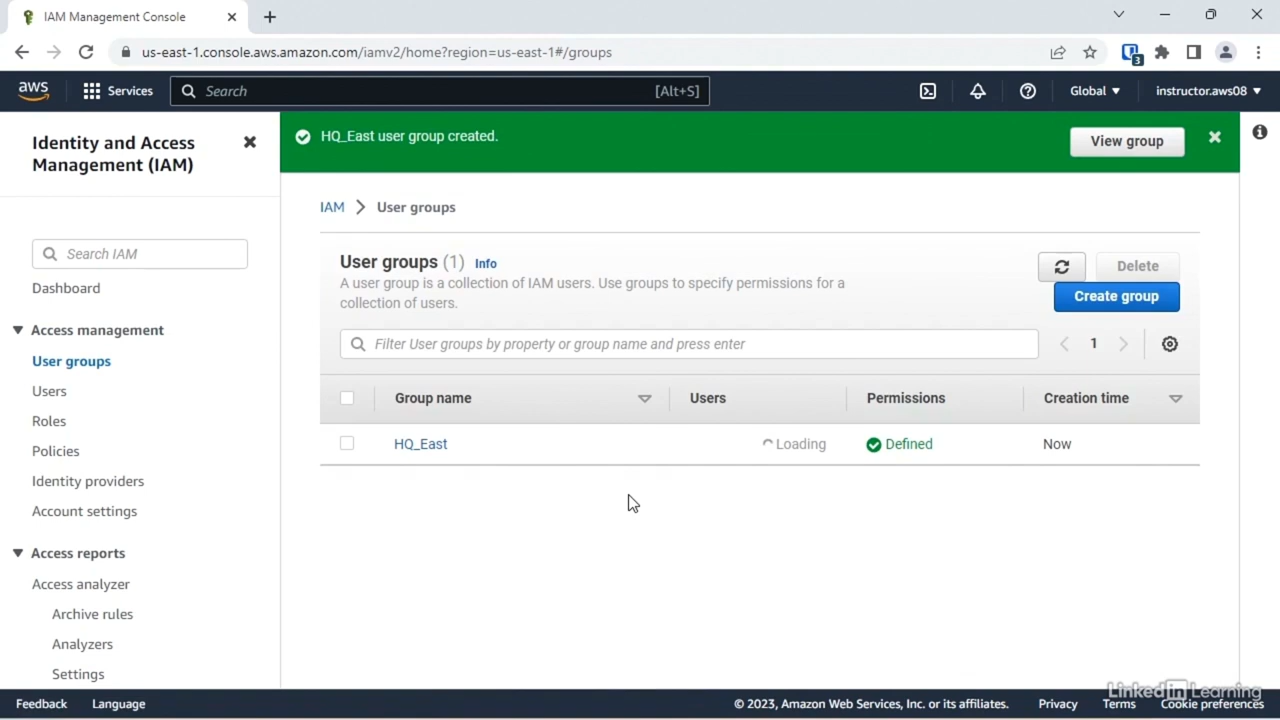 IAM Management Console
us-east-1.console.aws.amazon.com/iamv2/home?region=us-east-1#/groups
3
aws
Services
Search
[Alt+S]
Global
instructor.aws08
Identity and Access
Management (IAM)
Search IAM
Dashboard
Access management
User groups
Users
Roles
Policies
Identity providers
Account settings
Access reports
Access analyzer
Archive rules
Analyzers
Settings
HQ_East user group created.
View group
IAM
User groups
User groups (1) Info
A user group is a collection of IAM users. Use groups to specify permissions for a
collection of users.
Delete
Create group
Filter User groups by property or group name and press enter
1
Group name Users Permissions Creation time
HQ_East Loading Defined Now
LinkedIn Learning
Feedback Language © 2023, Amazon Web Services, Inc. or its affiliates. Privacy Terms Cookie preferences